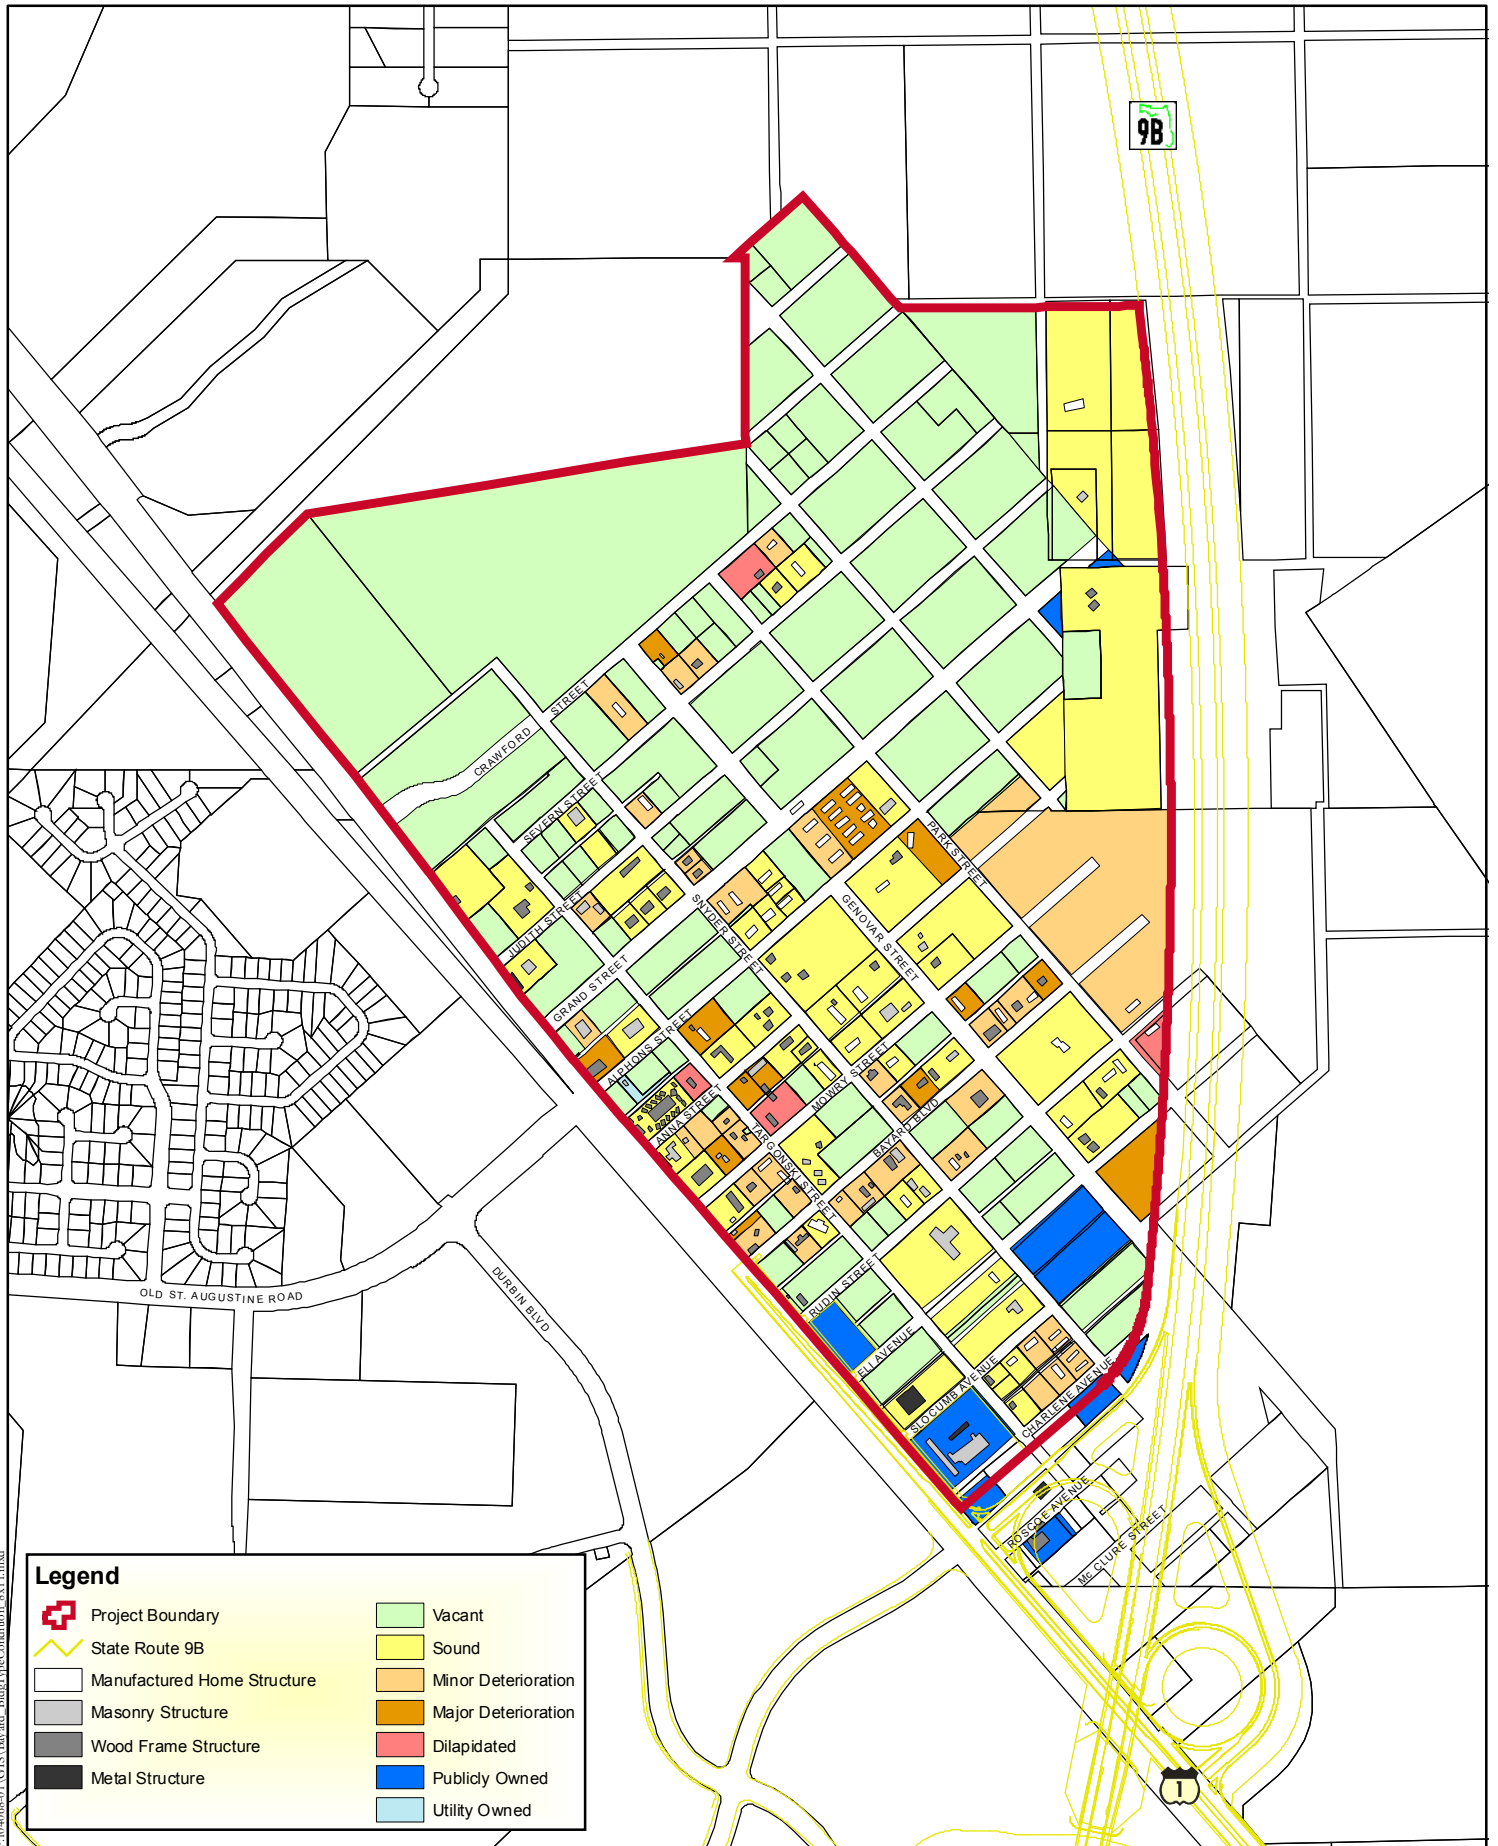 9B
CRAWFORD STREET
SEVERN STREET
PARK STREET
JUDITH STREET
SNYDER STREET
GENOVAR STREET
GRAND STREET
ALPHONS STREET
MOWRY STREET
ANNA STREET
BAYARD BLVD
TARGONSKI STREET
RUDIN STREET
OLD ST. AUGUSTINE ROAD
DURBIN BLVD
ELI AVENUE
SLOCUMB AVENUE
CHARLENE AVENUE
ROSCOE AVENUE
Mc CLURE STREET
1
Legend
Project Boundary
State Route 9B
Manufactured Home Structure
Masonry Structure
Wood Frame Structure
Metal Structure
Vacant
Sound
Minor Deterioration
Major Deterioration
Dilapidated
Publicly Owned
Utility Owned